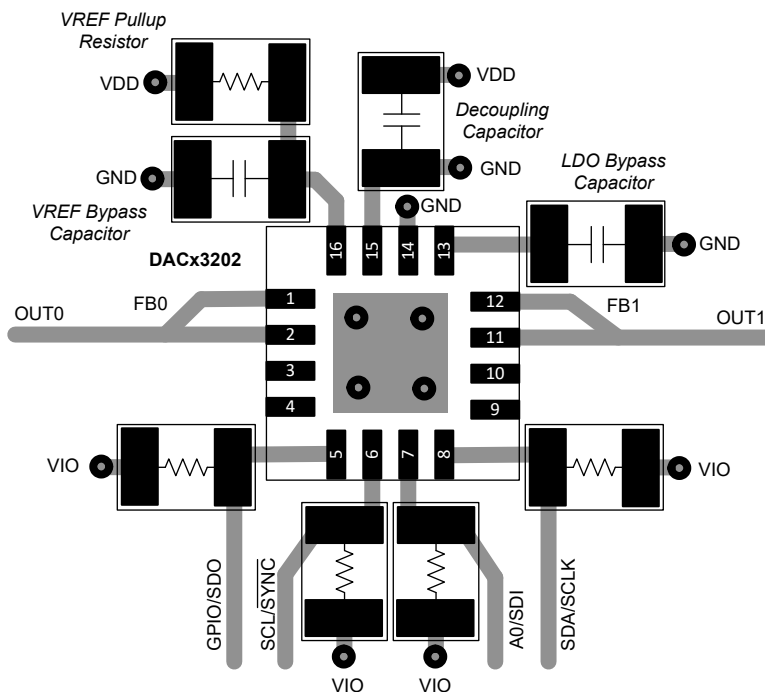 VREF Pullup
Resistor
VDD
VDD
Decoupling
Capacitor
GND
GND
LDO Bypass
Capacitor
VREF Bypass
Capacitor
GND
GND
DACx3202
16
15
14
13
1
12
FB0
FB1
OUT0
OUT1
2
11
3
10
4
9
5
6
7
8
VIO
VIO
GPIO/SDO
SCL/SYNC
A0/SDI
SDA/SCLK
VIO
VIO